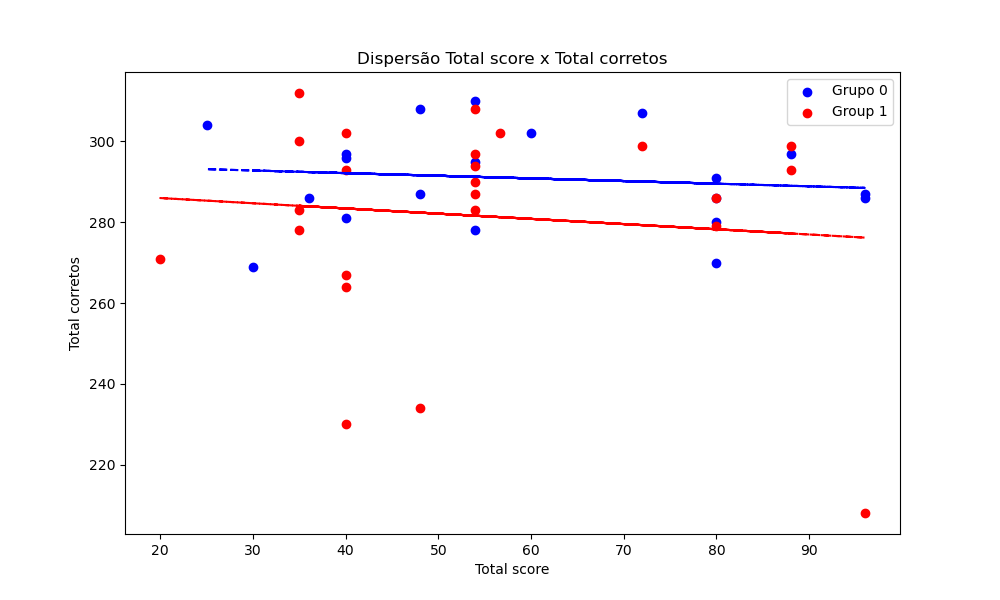 Dispersão Total score x Total corretos
Grupo 0
Group 1
Total corretos
300
280
260
240
220
20 30 40 50 60 70 80 90
Total score